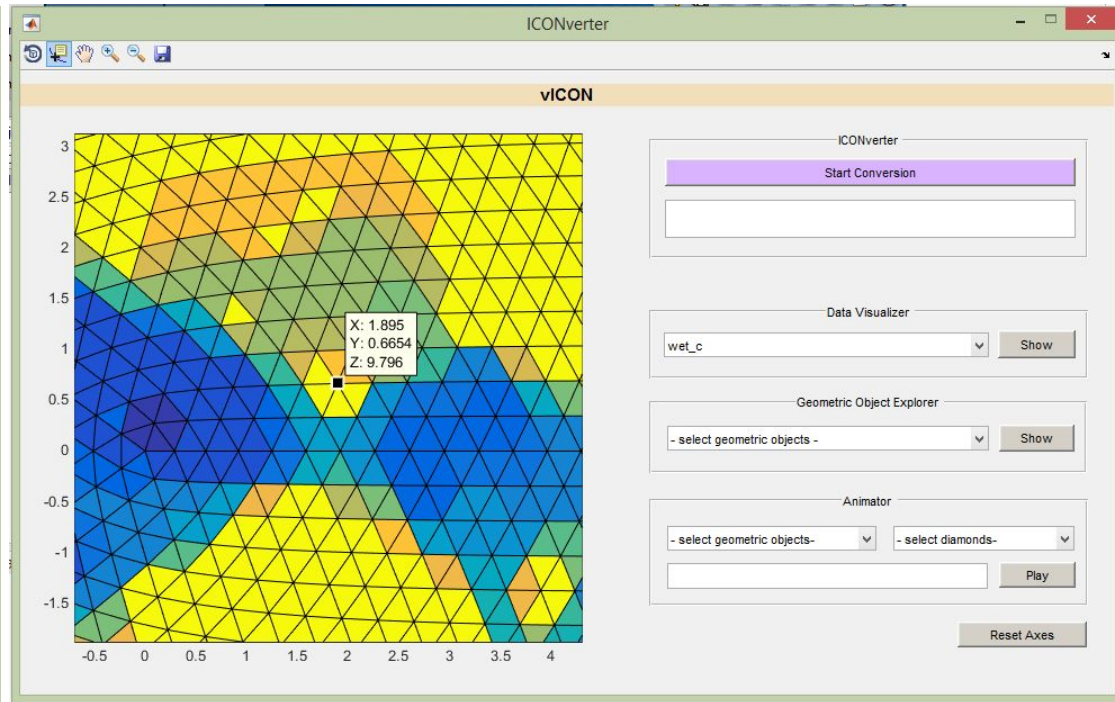 ICONverter
vICON
3
2.5
2
1.5
1
0.5
0
-0.5
-1
-1.5
-0.5 0 0.5 1 1.5 2 2.5 3 3.5 4
X: 1.895
Y: 0.6654
Z: 9.796
ICONverter
Start Conversion
Data Visualizer
wet_c Show
Geometric Object Explorer
- select geometric objects - Show
Animator
- select geometric objects- - select diamonds-
Play
Reset Axes